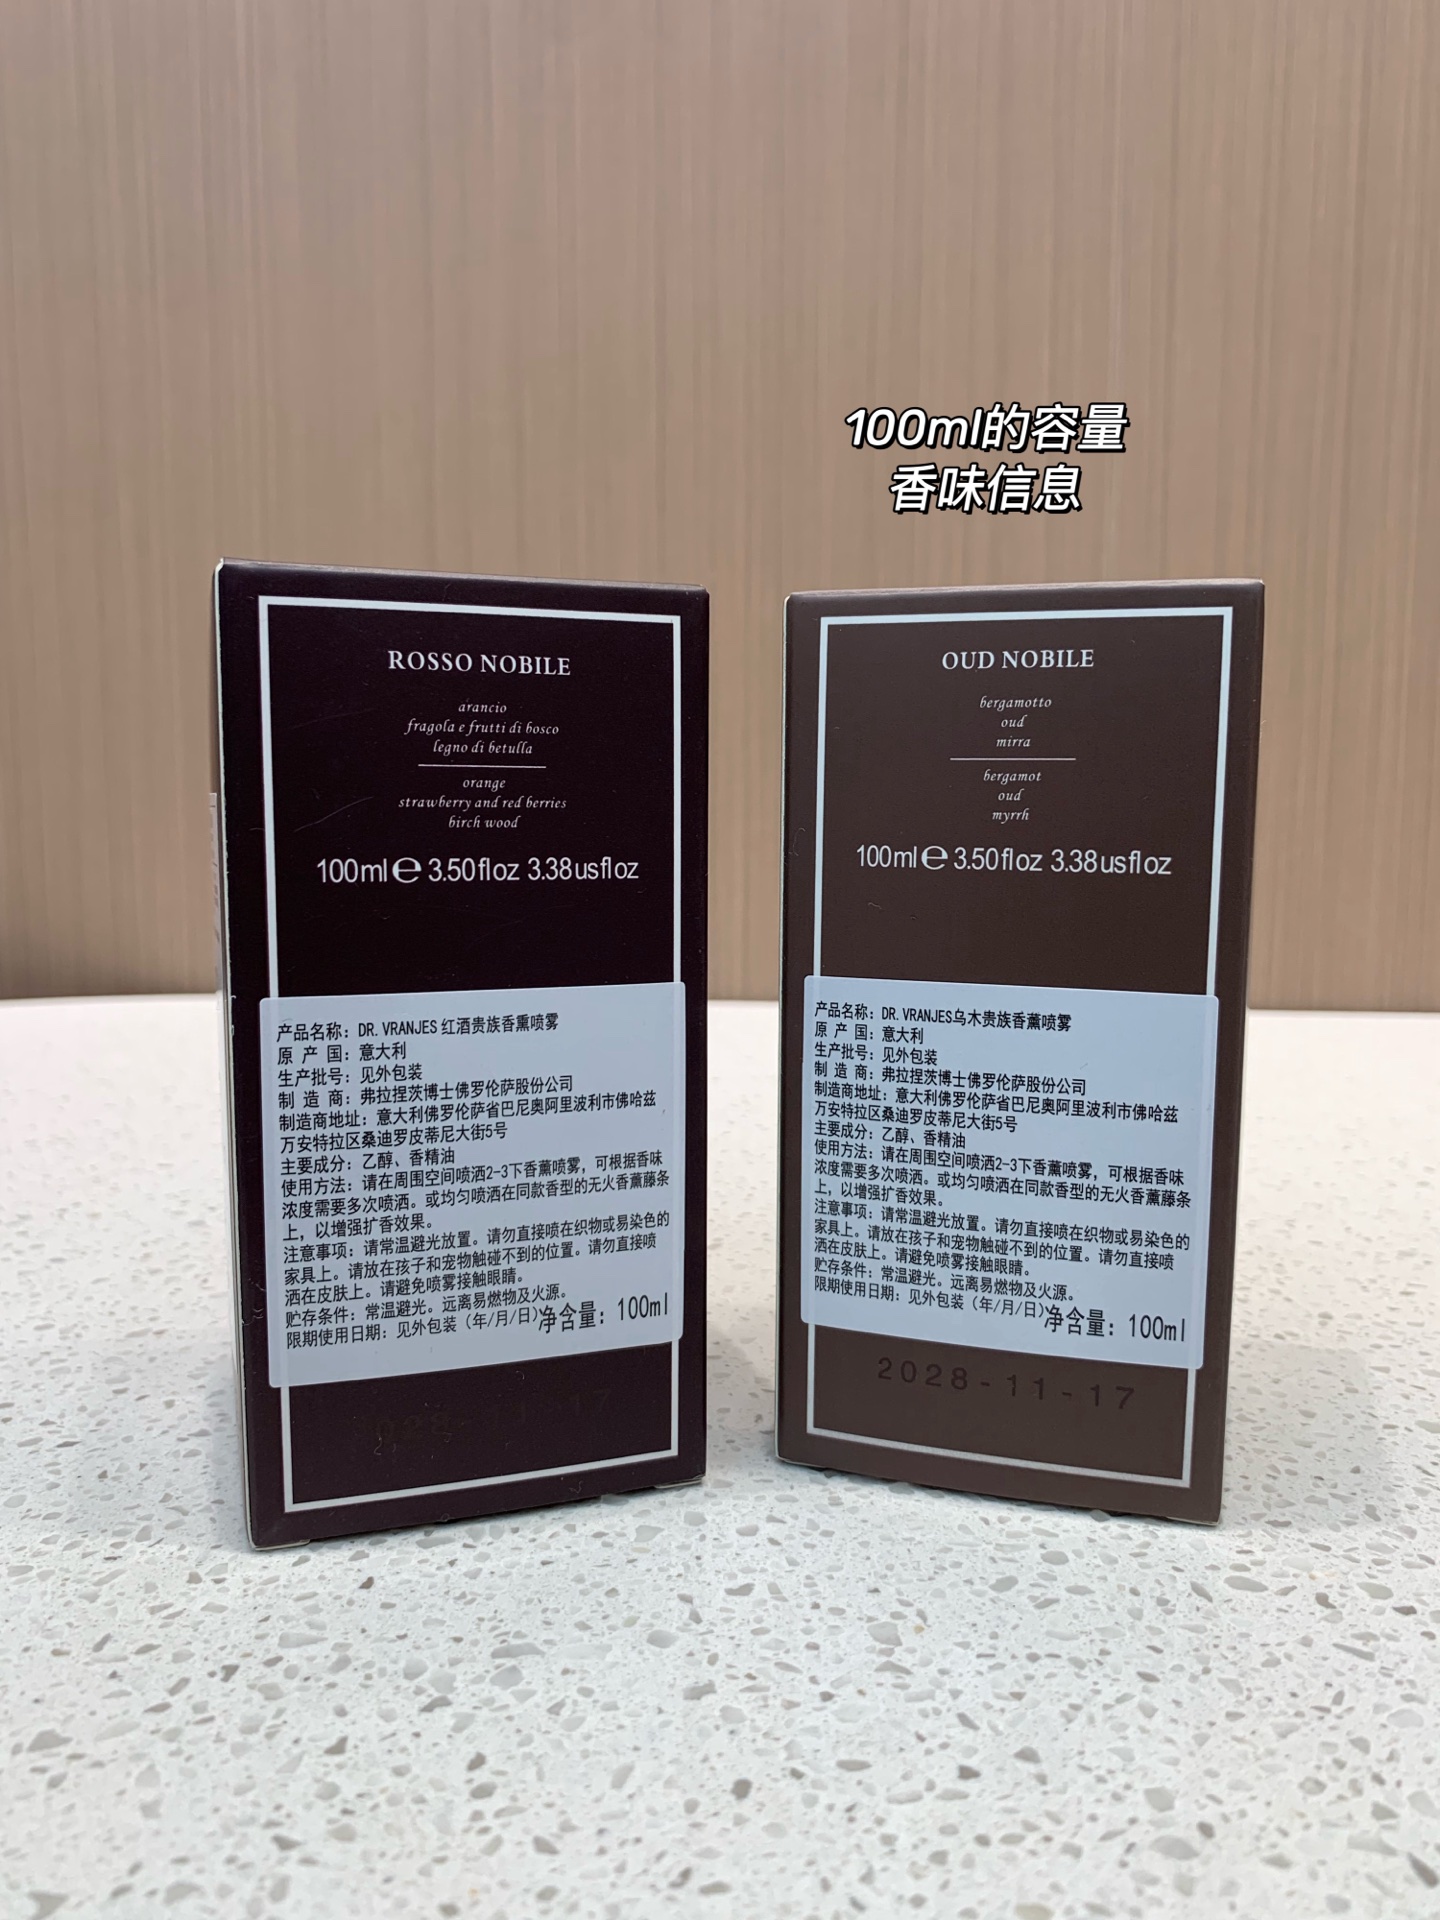 100ml的容量
香味信息
ROSSO NOBILE
arancio
fragola e frutti di bosco
legno di betulla
orange
strawberry and red berries
birch wood
100ml℮ 3.50floz 3.38usfloz
产品名称：DR. VRANJES 红酒贵族香熏喷雾
原 产 国：意大利
生产批号：见外包装
制 造 商：弗拉捏茨博士佛罗伦萨股份公司
制造商地址：意大利佛罗伦萨省巴尼奥阿里波利市佛哈兹
万安特拉区桑迪罗皮蒂尼大街5号
主要成分：乙醇、香精油
使用方法：请在周围空间喷洒2-3下香薰喷雾，可根据香味
浓度需要多次喷洒。或均匀喷洒在同款香型的无火香薰藤条
上，以增强扩香效果。
注意事项：请常温避光放置。请勿直接喷在织物或易染色的
家具上。请放在孩子和宠物触碰不到的位置。请勿直接喷
洒在皮肤上。请避免喷雾接触眼睛。
贮存条件：常温避光。远离易燃物及火源。
限期使用日期：见外包装（年/月/日）净含量：100ml
OUD NOBILE
bergamotto
oud
mirra
bergamot
oud
myrrh
100ml℮ 3.50floz 3.38usfloz
产品名称：DR. VRANJES乌木贵族香薰喷雾
原 产 国：意大利
生产批号：见外包装
制 造 商：弗拉捏茨博士佛罗伦萨股份公司
制造商地址：意大利佛罗伦萨省巴尼奥阿里波利市佛哈兹
万安特拉区桑迪罗皮蒂尼大街5号
主要成分：乙醇、香精油
使用方法：请在周围空间喷洒2-3下香薰喷雾，可根据香味
浓度需要多次喷洒。或均匀喷洒在同款香型的无火香薰藤条
上，以增强扩香效果。
注意事项：请常温避光放置。请勿直接喷在织物或易染色的
家具上。请放在孩子和宠物触碰不到的位置。请勿直接喷
洒在皮肤上。请避免喷雾接触眼睛。
贮存条件：常温避光。远离易燃物及火源。
限期使用日期：见外包装（年/月/日）净含量：100ml
2028-11-17